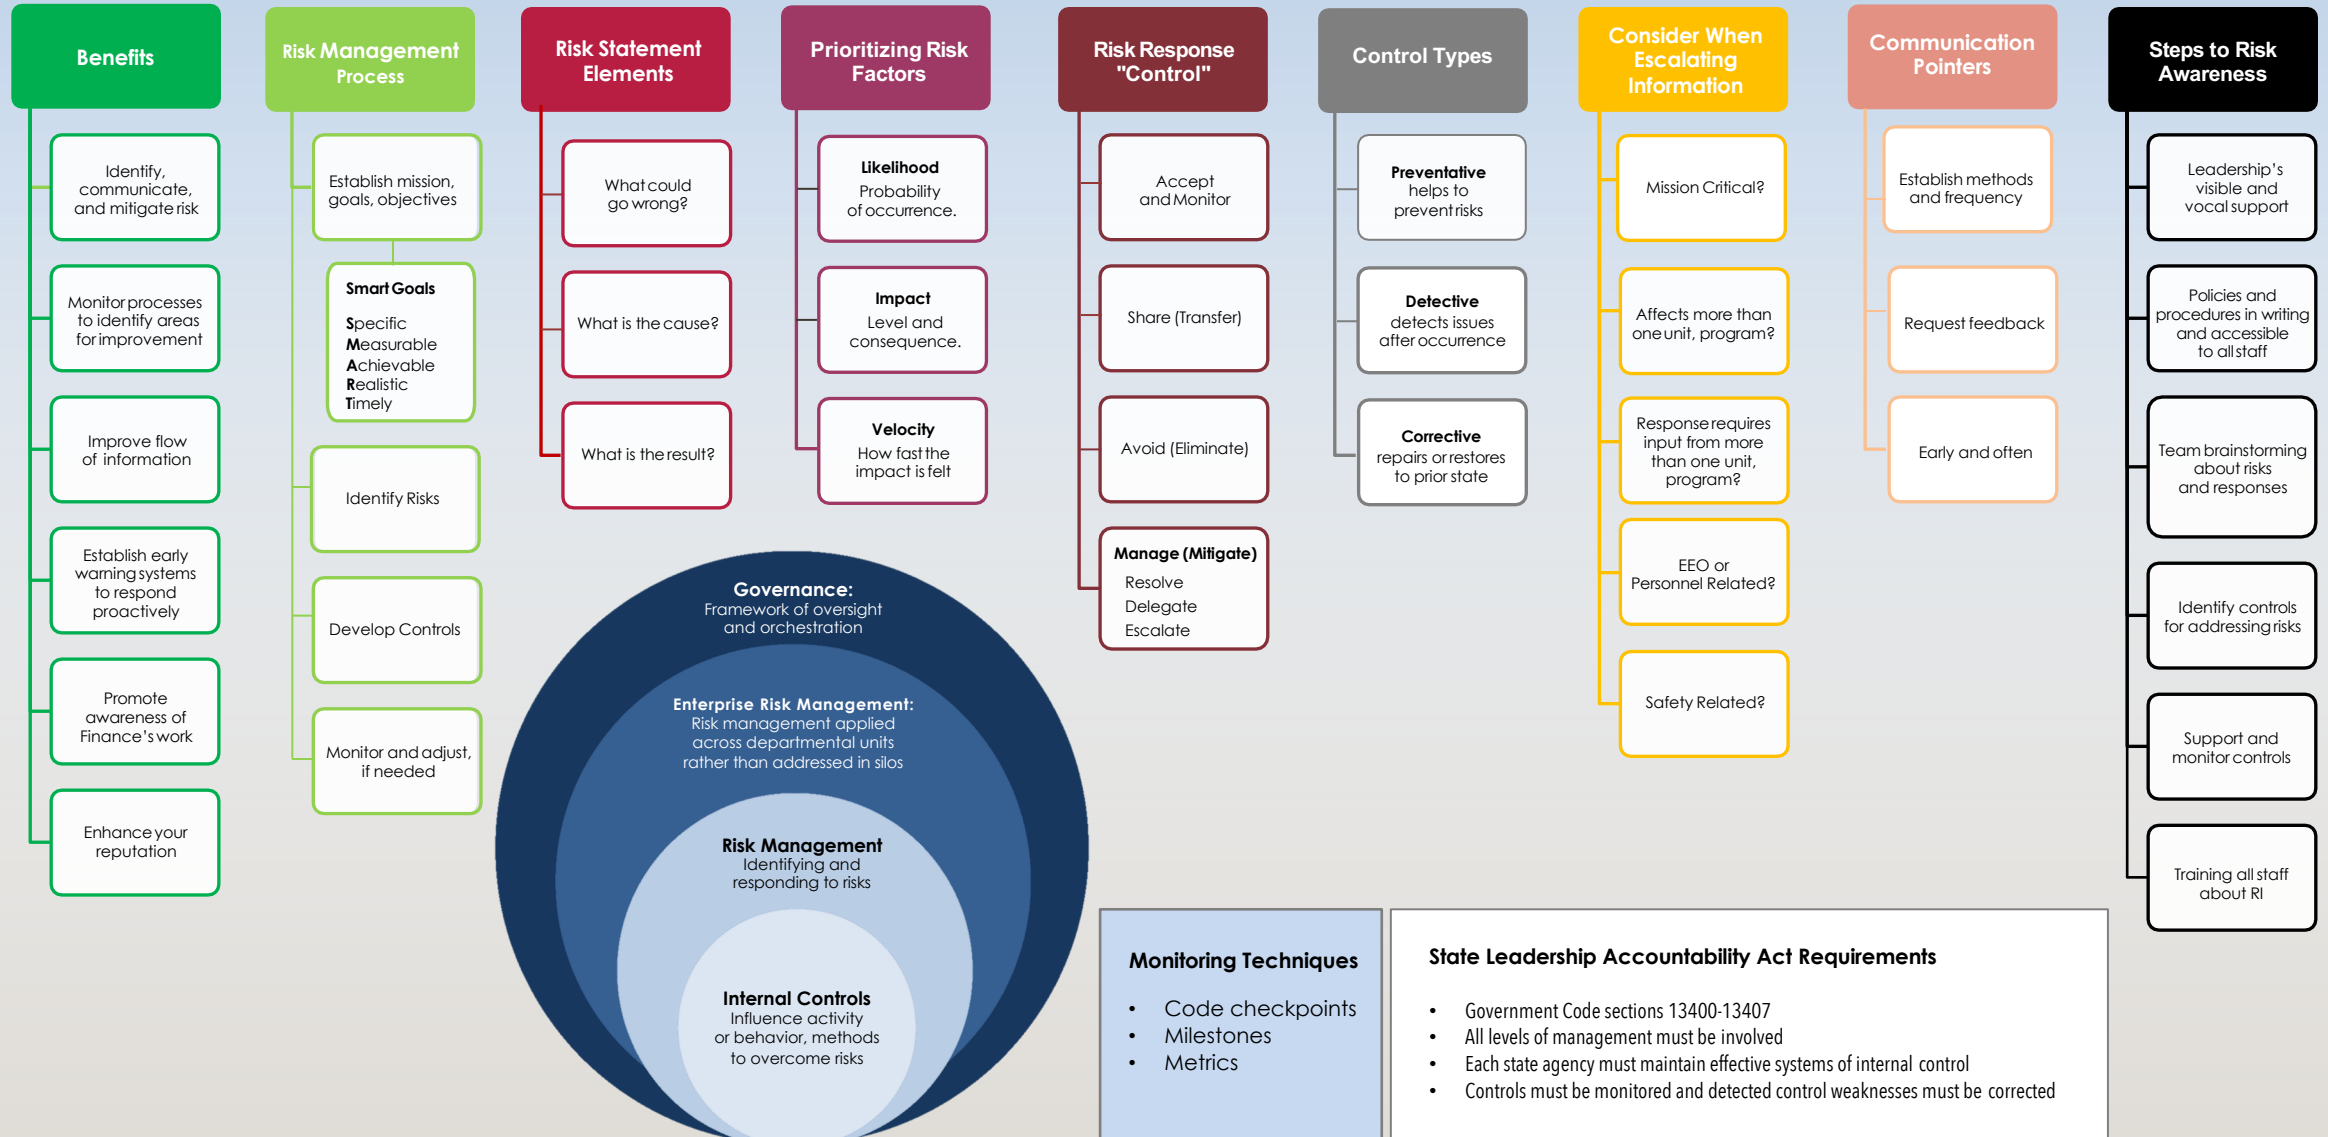 Benefits
Identify,
communicate,
and mitigate risk
Monitor processes
to identify areas
for improvement
Improve flow
of information
Establish early
warning systems
to respond
proactively
Promote
awareness of
Finance's work
Enhance your
reputation
Risk Management
Process
Establish mission,
goals, objectives
Smart Goals
Specific
Measurable
Achievable
Realistic
Timely
Identify Risks
Develop Controls
Monitor and adjust,
if needed
Risk Statement
Elements
What could
go wrong?
What is the cause?
What is the result?
Prioritizing Risk
Factors
Likelihood
Probability
of occurrence.
Impact
Level and
consequence.
Velocity
How fast the
impact is felt
Risk Response
"Control"
Accept
and Monitor
Share (Transfer)
Avoid (Eliminate)
Manage (Mitigate)
Resolve
Delegate
Escalate
Control Types
Preventative
helps to
prevent risks
Detective
detects issues
after occurrence
Corrective
repairs or restores
to prior state
Consider When
Escalating
Information
Mission Critical?
Affects more than
one unit, program?
Response requires
input from more
than one unit,
program?
EEO or
Personnel Related?
Safety Related?
Communication
Pointers
Establish methods
and frequency
Request feedback
Early and often
Steps to Risk
Awareness
Leadership's
visible and
vocal support
Policies and
procedures in writing
and accessible
to all staff
Team brainstorming
about risks
and responses
Identify controls
for addressing risks
Support and
monitor controls
Training all staff
about RI
Governance:
Framework of oversight
and orchestration
Enterprise Risk Management:
Risk management applied
across departmental units
rather than addressed in silos
Risk Management
Identifying and
responding to risks
Internal Controls
Influence activity
or behavior, methods
to overcome risks
Monitoring Techniques
• Code checkpoints
• Milestones
• Metrics
State Leadership Accountability Act Requirements
• Government Code sections 13400-13407
• All levels of management must be involved
• Each state agency must maintain effective systems of internal control
• Controls must be monitored and detected control weaknesses must be corrected